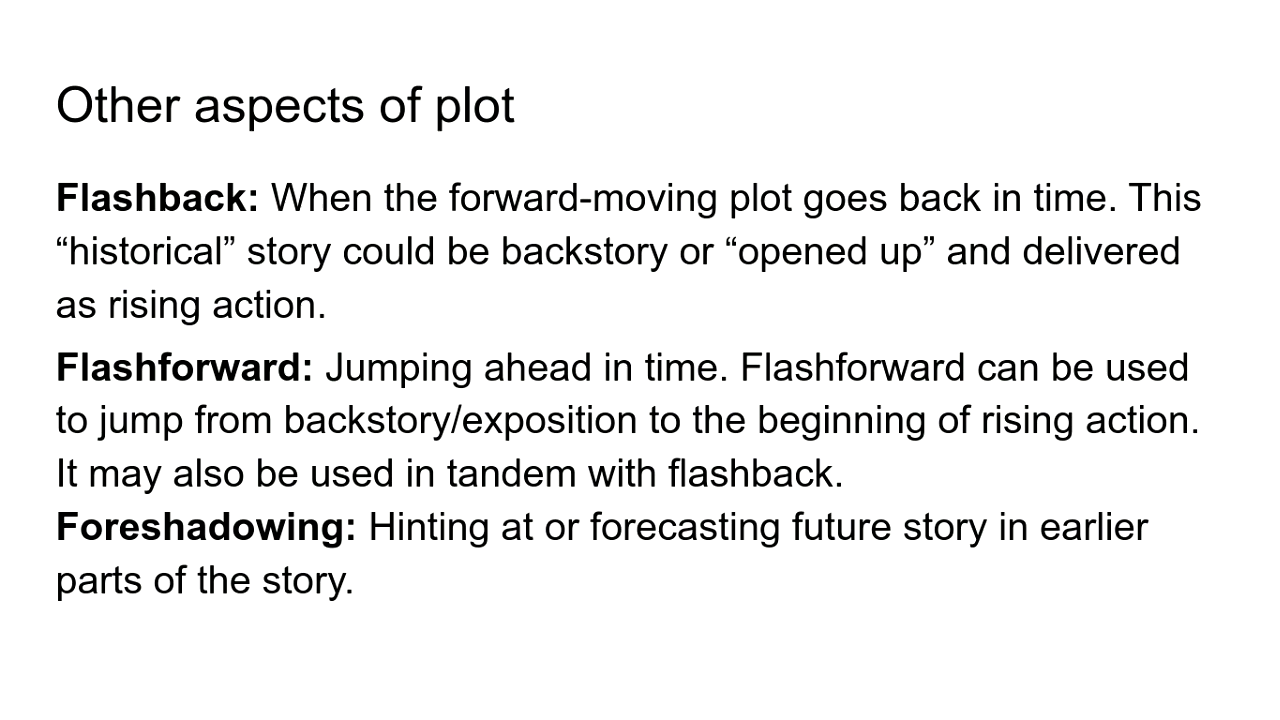 Other aspects of plot
Flashback: When the forward-moving plot goes back in time. This
“historical” story could be backstory or “opened up” and delivered
as rising action.
Flashforward: Jumping ahead in time. Flashforward can be used
to jump from backstory/exposition to the beginning of rising action.
It may also be used in tandem with flashback.
Foreshadowing: Hinting at or forecasting future story in earlier
parts of the story.